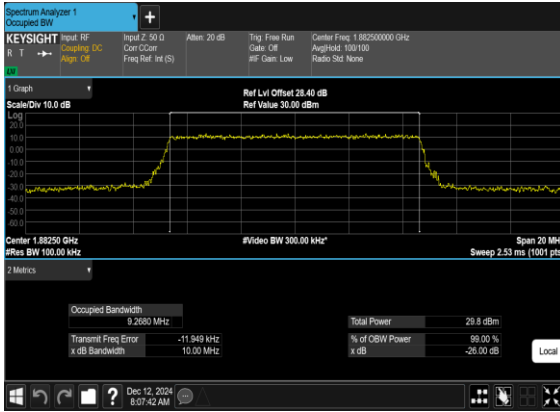 Spectrum Analyzer 1
Occupied BW
+
KEYSIGHT
R T
Input: RF
Coupling: DC
Align: Off
Input Z: 50 Ω
Corr CCorr
Freq Ref: Int (S)
Atten: 20 dB
Trig: Free Run
Gate: Off
#IF Gain: Low
Center Freq: 1.882500000 GHz
Avg|Hold: 100/100
Radio Std: None
1 Graph
Scale/Div 10.0 dB
Ref Lvl Offset 28.40 dB
Ref Value 30.00 dBm
Log
20.0
10.0
0.00
-10.0
-20.0
-30.0
-40.0
-50.0
-60.0
Center 1.88250 GHz
#Res BW 100.00 kHz
#Video BW 300.00 kHz*
Span 20 MH
Sweep 2.53 ms (1001 pts
2 Metrics
Occupied Bandwidth
9.2680 MHz
Transmit Freq Error -11.949 kHz
x dB Bandwidth 10.00 MHz
Total Power 29.8 dBm
% of OBW Power 99.00 %
x dB -26.00 dB
Local
?
Dec 12, 2024
8:07:42 AM